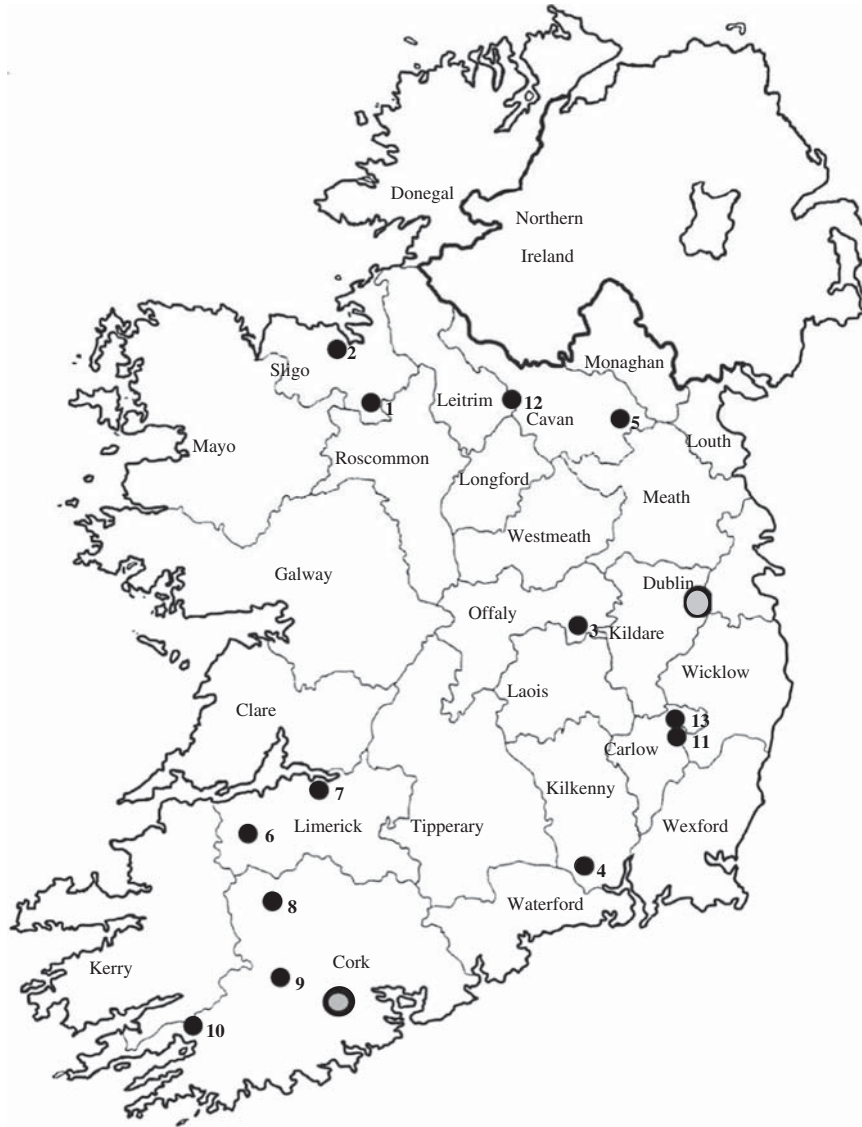 Donegal
Northern
Ireland
2
Sligo
Monaghan
1
Leitrim
12
Cavan
5
Louth
Mayo
Roscommon
Longford
Meath
Westmeath
Galway
Dublin
Offaly
3
Kildare
Wicklow
Laois
Clare
13
Carlow
11
7
Kilkenny
6
Limerick
Tipperary
Wexford
4
8
Waterford
Kerry
9
Cork
10